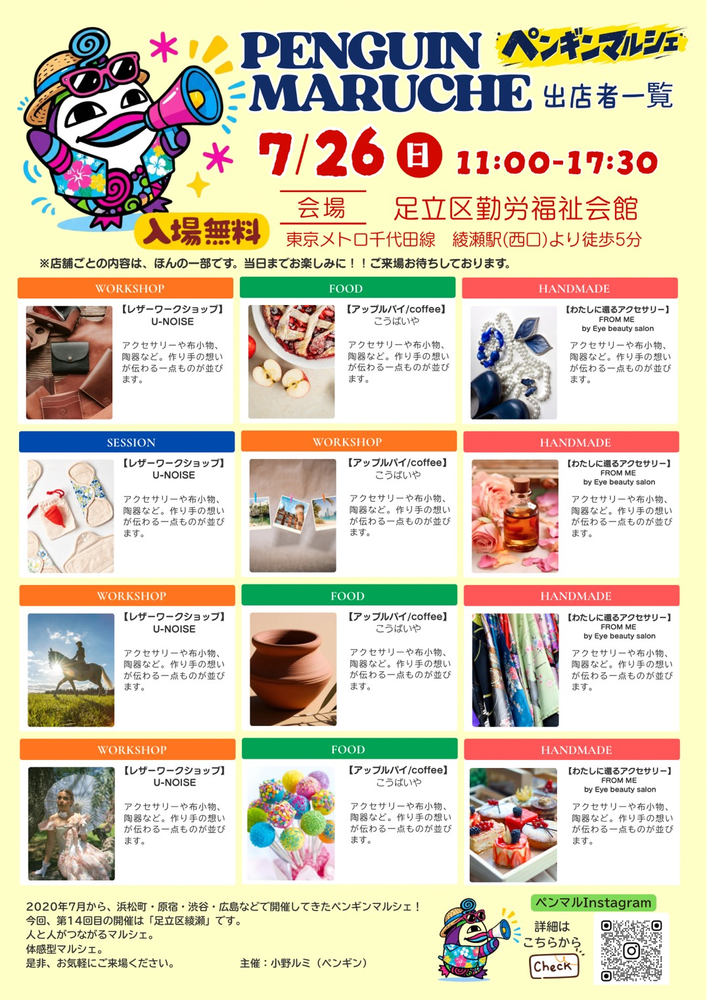 PENGUIN
ペンギンマルシェ
MARUCHE 出店者一覧
7/26 日 11:00-17:30
会場 足立区勤労福祉会館
入場無料
東京メトロ千代田線 綾瀬駅(西口)より徒歩5分
※店舗ごとの内容は、ほんの一部です。当日までお楽しみに！！ご来場お待ちしております。
WORKSHOP
【レザーワークショップ】
U-NOISE
アクセサリーや布小物、
陶器など。作り手の想い
が伝わる一点ものが並び
ます。
FOOD
【アップルパイ/coffee】
こうばいや
アクセサリーや布小物、
陶器など。作り手の想い
が伝わる一点ものが並び
ます。
HANDMADE
【わたしに還るアクセサリー】
FROM ME
by Eye beauty salon
アクセサリーや布小物、
陶器など。作り手の想い
が伝わる一点ものが並び
ます。
SESSION
【レザーワークショップ】
U-NOISE
アクセサリーや布小物、
陶器など。作り手の想い
が伝わる一点ものが並び
ます。
WORKSHOP
【アップルパイ/coffee】
こうばいや
アクセサリーや布小物、
陶器など。作り手の想い
が伝わる一点ものが並び
ます。
HANDMADE
【わたしに還るアクセサリー】
FROM ME
by Eye beauty salon
アクセサリーや布小物、
陶器など。作り手の想い
が伝わる一点ものが並び
ます。
WORKSHOP
【レザーワークショップ】
U-NOISE
アクセサリーや布小物、
陶器など。作り手の想い
が伝わる一点ものが並び
ます。
FOOD
【アップルパイ/coffee】
こうばいや
アクセサリーや布小物、
陶器など。作り手の想い
が伝わる一点ものが並び
ます。
HANDMADE
【わたしに還るアクセサリー】
FROM ME
by Eye beauty salon
アクセサリーや布小物、
陶器など。作り手の想い
が伝わる一点ものが並び
ます。
WORKSHOP
【レザーワークショップ】
U-NOISE
アクセサリーや布小物、
陶器など。作り手の想い
が伝わる一点ものが並び
ます。
FOOD
【アップルパイ/coffee】
こうばいや
アクセサリーや布小物、
陶器など。作り手の想い
が伝わる一点ものが並び
ます。
HANDMADE
【わたしに還るアクセサリー】
FROM ME
by Eye beauty salon
アクセサリーや布小物、
陶器など。作り手の想い
が伝わる一点ものが並び
ます。
2020年7月から、浜松町・原宿・渋谷・広島などで開催してきたペンギンマルシェ！
今回、第14回目の開催は「足立区綾瀬」です。
人と人がつながるマルシェ。
体感型マルシェ。
是非、お気軽にご来場ください。 主催：小野ルミ（ペンギン）
ペンマルInstagram
詳細は
こちらから
Check